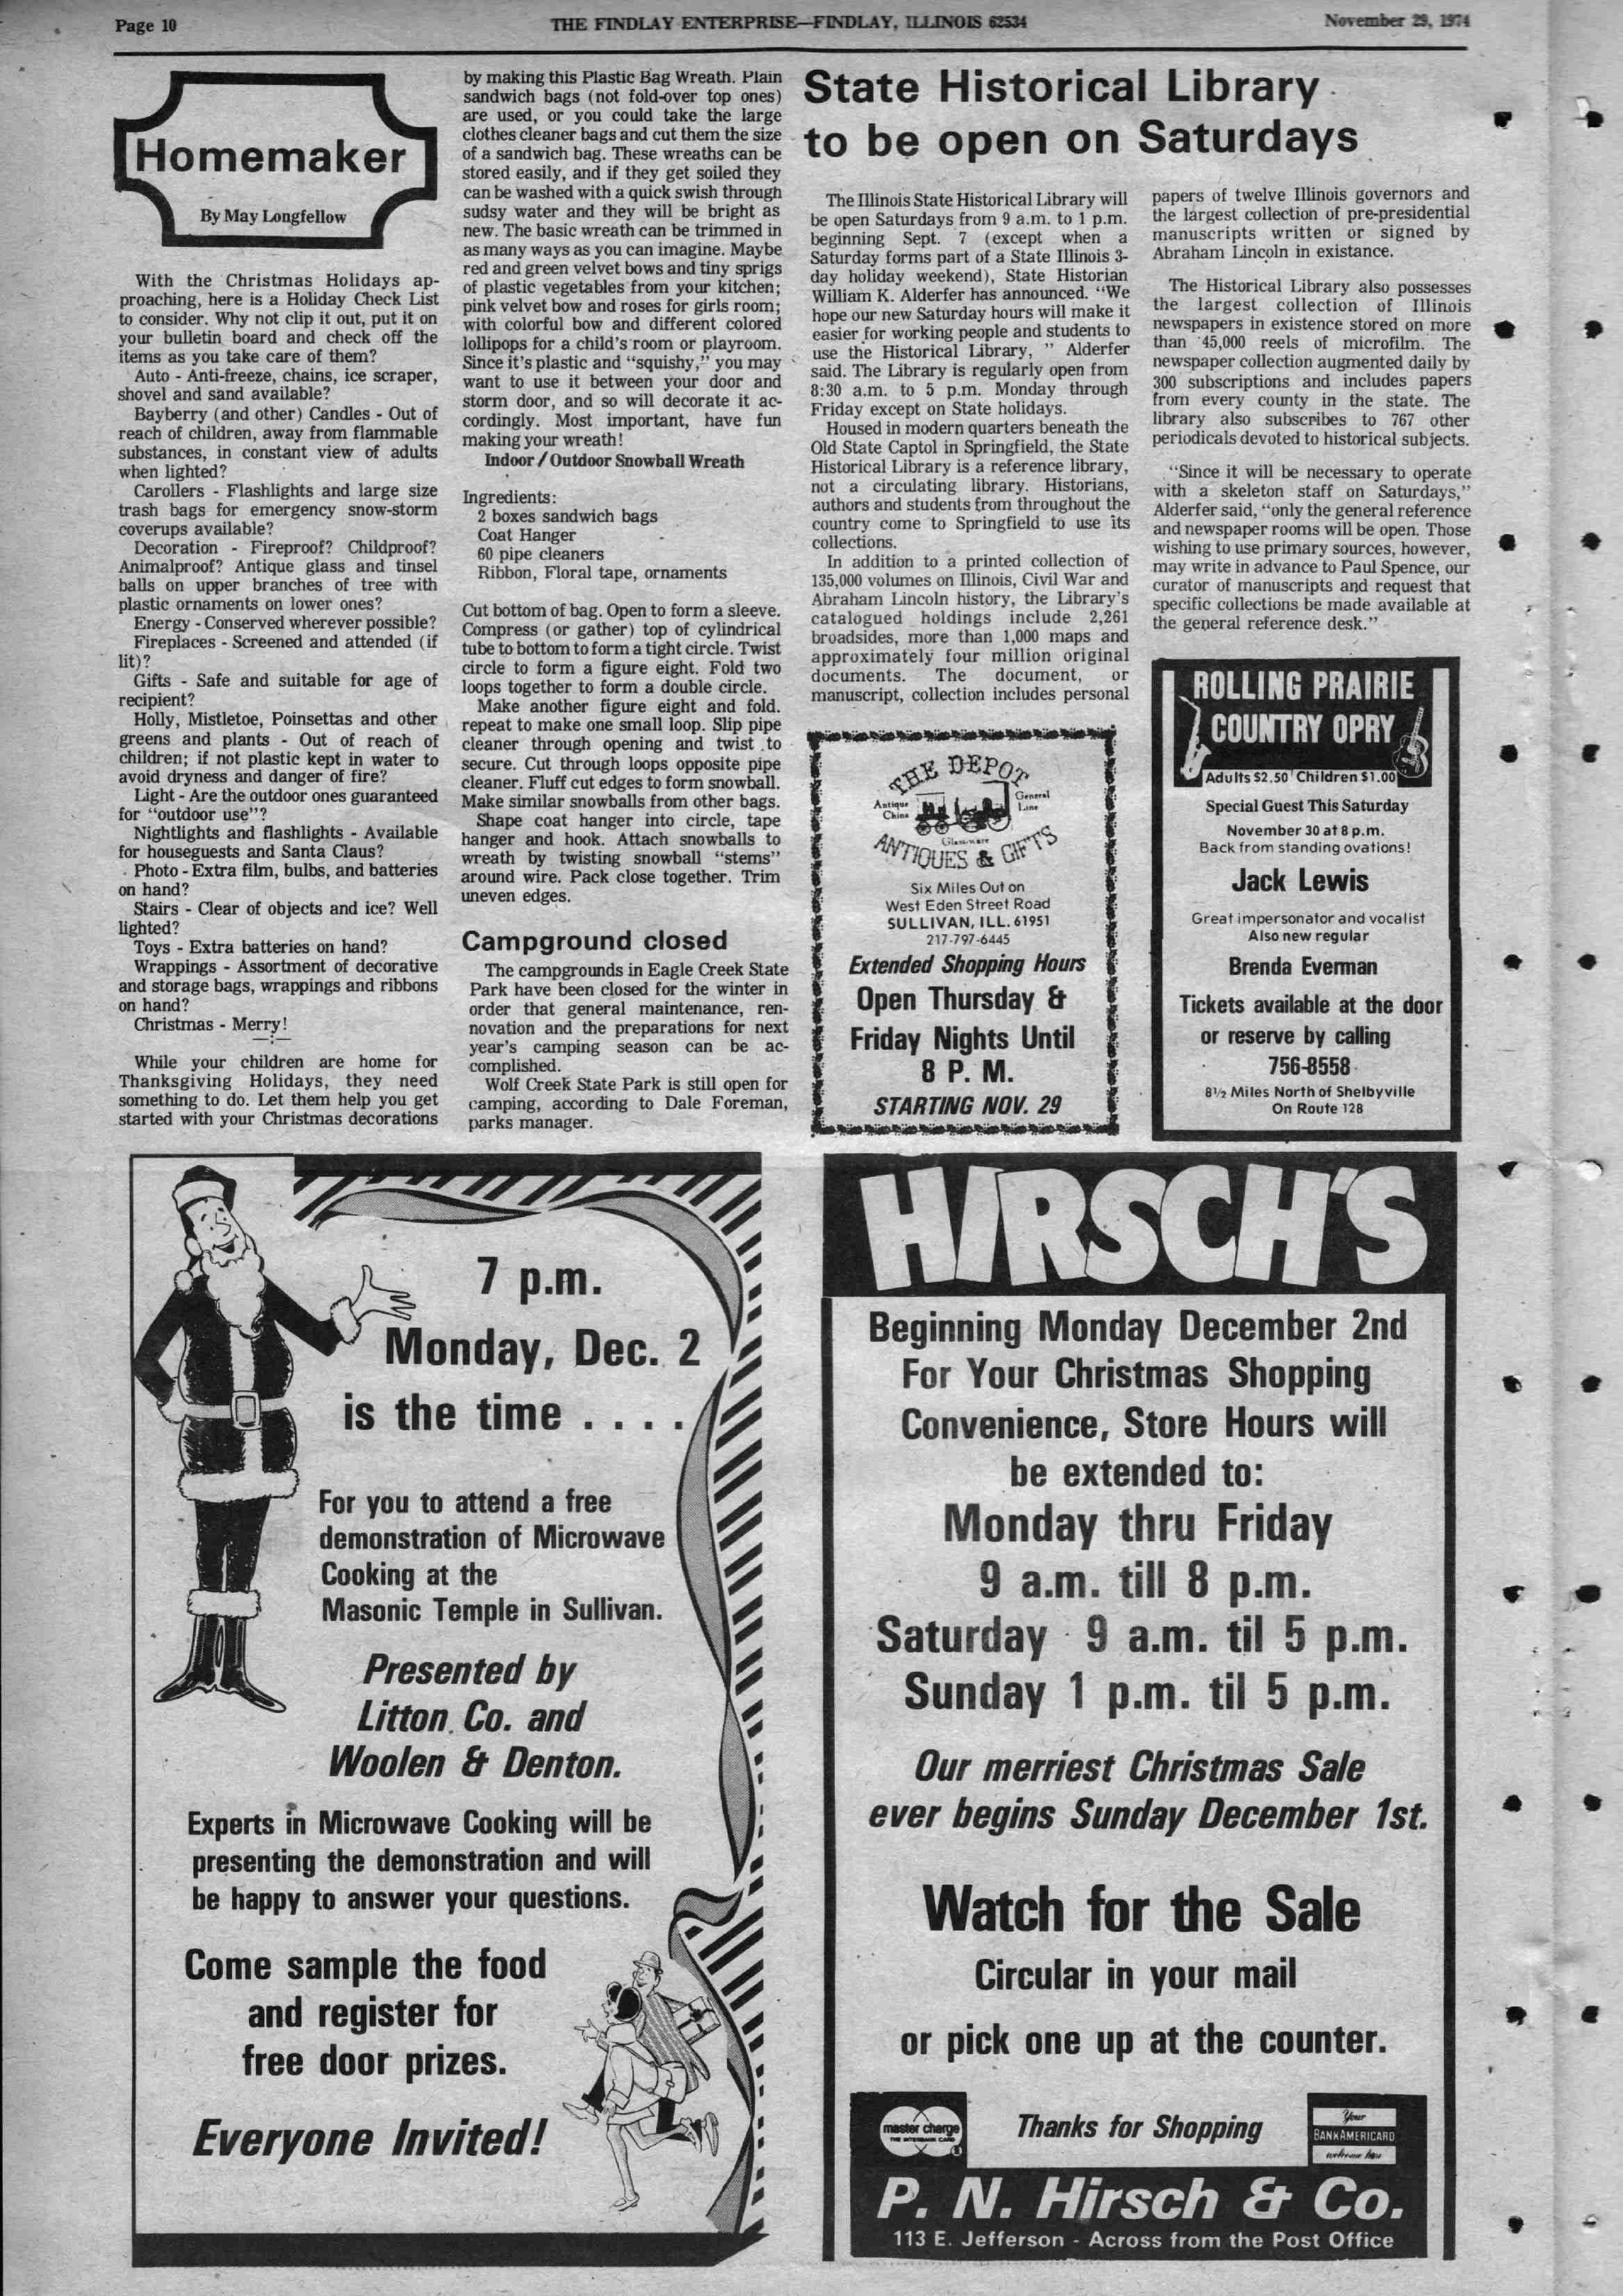 Page 10
THE FINDLAY ENTERPRISE—FINDLAY, ILLINOIS 62534
November 29, 1974
Homemaker
By May Longfellow
With the Christmas Holidays ap-
proaching, here is a Holiday Check List
to consider. Why not clip it out, put it on
your bulletin board and check off the
items as you take care of them?
Auto - Anti-freeze, chains, ice scraper,
shovel and sand available?
Bayberry (and other) Candles - Out of
reach of children, away from flammable
substances, in constant view of adults
when lighted?
Carollers - Flashlights and large size
trash bags for emergency snow-storm
coverups available?
Decoration - Fireproof? Childproof?
Animalproof? Antique glass and tinsel
balls on upper branches of tree with
plastic ornaments on lower ones?
Energy - Conserved wherever possible?
Fireplaces - Screened and attended (if
lit)?
Gifts - Safe and suitable for age of
recipient?
Holly, Mistletoe, Poinsettas and other
greens and plants - Out of reach of
children; if not plastic kept in water to
avoid dryness and danger of fire?
Light - Are the outdoor ones guaranteed
for "outdoor use"?
Nightlights and flashlights - Available
for houseguests and Santa Claus?
Photo - Extra film, bulbs, and batteries
on hand?
Stairs - Clear of objects and ice? Well
lighted?
Toys - Extra batteries on hand?
Wrappings - Assortment of decorative
and storage bags, wrappings and ribbons
on hand?
Christmas - Merry!
—:—
While your children are home for
Thanksgiving Holidays, they need
something to do. Let them help you get
started with your Christmas decorations
by making this Plastic Bag Wreath. Plain
sandwich bags (not fold-over top ones)
are used, or you could take the large
clothes cleaner bags and cut them the size
of a sandwich bag. These wreaths can be
stored easily, and if they get soiled they
can be washed with a quick swish through
sudsy water and they will be bright as
new. The basic wreath can be trimmed in
as many ways as you can imagine. Maybe
red and green velvet bows and tiny sprigs
of plastic vegetables from your kitchen;
pink velvet bow and roses for girls room;
with colorful bow and different colored
lollipops for a child's room or playroom.
Since it's plastic and "squishy," you may
want to use it between your door and
storm door, and so will decorate it ac-
cordingly. Most important, have fun
making your wreath!
Indoor / Outdoor Snowball Wreath
Ingredients:
2 boxes sandwich bags
Coat Hanger
60 pipe cleaners
Ribbon, Floral tape, ornaments
Cut bottom of bag. Open to form a sleeve.
Compress (or gather) top of cylindrical
tube to bottom to form a tight circle. Twist
circle to form a figure eight. Fold two
loops together to form a double circle.
Make another figure eight and fold.
repeat to make one small loop. Slip pipe
cleaner through opening and twist to
secure. Cut through loops opposite pipe
cleaner. Fluff cut edges to form snowball.
Make similar snowballs from other bags.
Shape coat hanger into circle, tape
hanger and hook. Attach snowballs to
wreath by twisting snowball "stems"
around wire. Pack close together. Trim
uneven edges.
Campground closed
The campgrounds in Eagle Creek State
Park have been closed for the winter in
order that general maintenance, ren-
novation and the preparations for next
year's camping season can be ac-
complished.
Wolf Creek State Park is still open for
camping, according to Dale Foreman,
parks manager.
State Historical Library
to be open on Saturdays
The Illinois State Historical Library will
be open Saturdays from 9 a.m. to 1 p.m.
beginning Sept. 7 (except when a
Saturday forms part of a State Illinois 3-
day holiday weekend), State Historian
William K. Alderfer has announced. "We
hope our new Saturday hours will make it
easier for working people and students to
use the Historical Library, " Alderfer
said. The Library is regularly open from
8:30 a.m. to 5 p.m. Monday through
Friday except on State holidays.
Housed in modern quarters beneath the
Old State Captol in Springfield, the State
Historical Library is a reference library,
not a circulating library. Historians,
authors and students from throughout the
country come to Springfield to use its
collections.
In addition to a printed collection of
135,000 volumes on Illinois, Civil War and
Abraham Lincoln history, the Library's
catalogued holdings include 2,261
broadsides, more than 1,000 maps and
approximately four million original
documents. The document, or
manuscript, collection includes personal
papers of twelve Illinois governors and
the largest collection of pre-presidential
manuscripts written or signed by
Abraham Lincoln in existance.
The Historical Library also possesses
the largest collection of Illinois
newspapers in existence stored on more
than 45,000 reels of microfilm. The
newspaper collection augmented daily by
300 subscriptions and includes papers
from every county in the state. The
library also subscribes to 767 other
periodicals devoted to historical subjects.
"Since it will be necessary to operate
with a skeleton staff on Saturdays,"
Alderfer said, "only the general reference
and newspaper rooms will be open. Those
wishing to use primary sources, however,
may write in advance to Paul Spence, our
curator of manuscripts and request that
specific collections be made available at
the general reference desk."
THE DEPOT
Antique China
General Line
Glassware
ANTIQUES & GIFTS
Six Miles Out on
West Eden Street Road
SULLIVAN, ILL. 61951
217-797-6445
Extended Shopping Hours
Open Thursday &
Friday Nights Until
8 P. M.
STARTING NOV. 29
ROLLING PRAIRIE
COUNTRY OPRY
Adults $2.50 Children $1.00
Special Guest This Saturday
November 30 at 8 p.m.
Back from standing ovations!
Jack Lewis
Great impersonator and vocalist
Also new regular
Brenda Everman
Tickets available at the door
or reserve by calling
756-8558
8½ Miles North of Shelbyville
On Route 128
7 p.m.
Monday, Dec. 2
is the time . . . .
For you to attend a free
demonstration of Microwave
Cooking at the
Masonic Temple in Sullivan.
Presented by
Litton Co. and
Woolen & Denton.
Experts in Microwave Cooking will be
presenting the demonstration and will
be happy to answer your questions.
Come sample the food
and register for
free door prizes.
Everyone Invited!
HIRSCH'S
Beginning Monday December 2nd
For Your Christmas Shopping
Convenience, Store Hours will
be extended to:
Monday thru Friday
9 a.m. till 8 p.m.
Saturday 9 a.m. til 5 p.m.
Sunday 1 p.m. til 5 p.m.
Our merriest Christmas Sale
ever begins Sunday December 1st.
Watch for the Sale
Circular in your mail
or pick one up at the counter.
master charge
THE INTERBANK CARD
Thanks for Shopping
Your
BANKAMERICARD
welcome here
P. N. Hirsch & Co.
113 E. Jefferson - Across from the Post Office